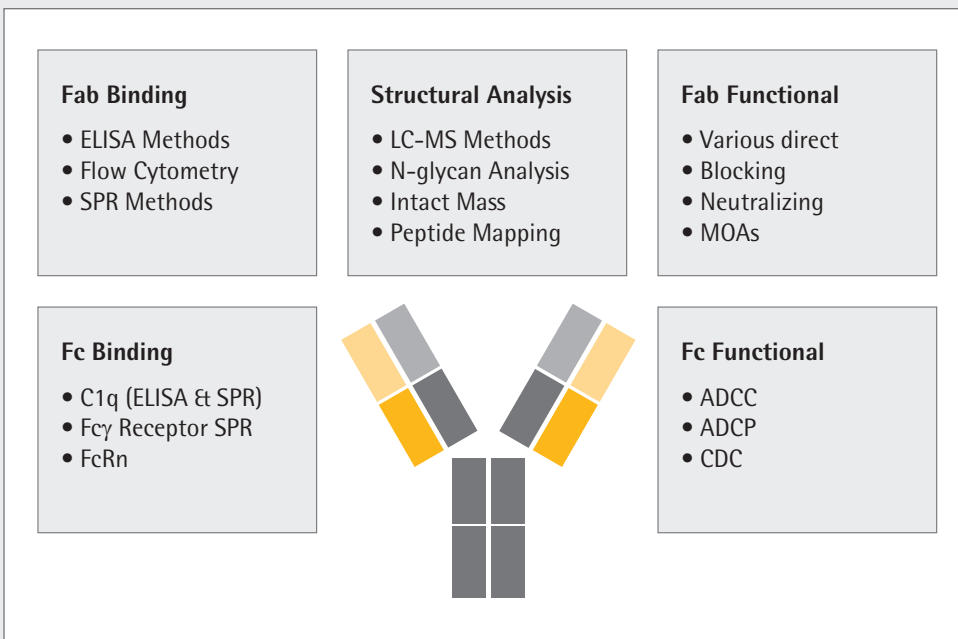 Fab Binding
• ELISA Methods
• Flow Cytometry
• SPR Methods
Structural Analysis
• LC-MS Methods
• N-glycan Analysis
• Intact Mass
• Peptide Mapping
Fab Functional
• Various direct
• Blocking
• Neutralizing
• MOAs
Fc Binding
• C1q (ELISA & SPR)
• Fcγ Receptor SPR
• FcRn
Fc Functional
• ADCC
• ADCP
• CDC